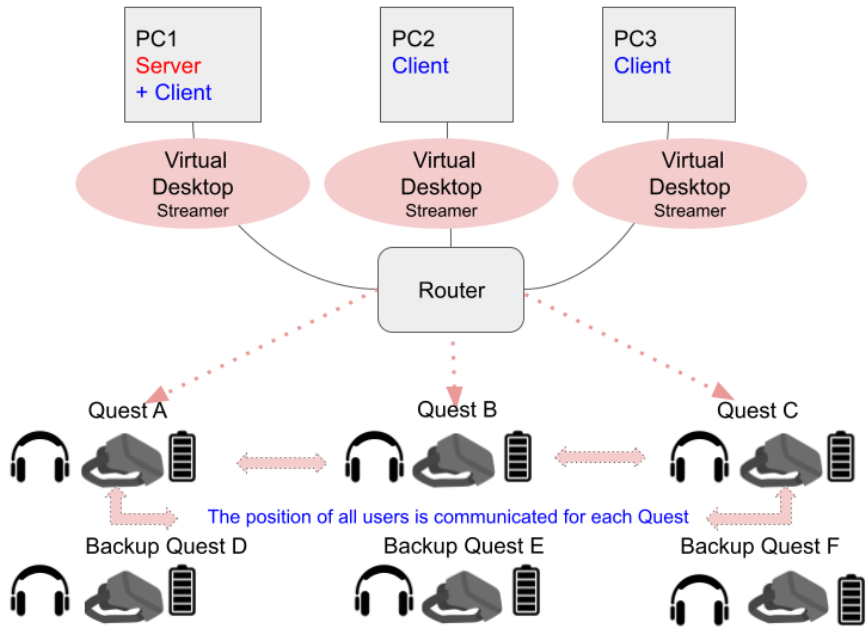 PC1
Server
+ Client
PC2
Client
PC3
Client
Virtual
Desktop
Streamer
Virtual
Desktop
Streamer
Virtual
Desktop
Streamer
Router
Quest A
Quest B
Quest C
The position of all users is communicated for each Quest
Backup Quest D
Backup Quest E
Backup Quest F